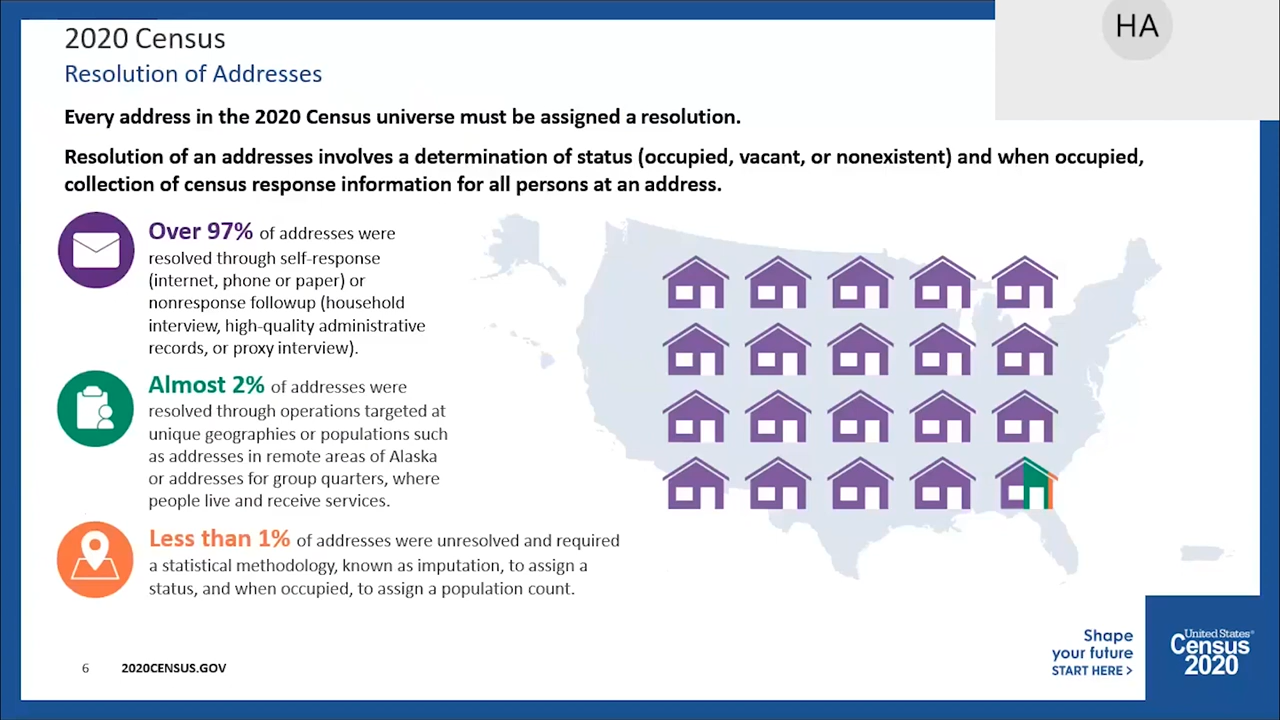 2020 Census
HA
Resolution of Addresses
Every address in the 2020 Census universe must be assigned a resolution.
Resolution of an addresses involves a determination of status (occupied, vacant, or nonexistent) and when occupied,
collection of census response information for all persons at an address.
Over 97% of addresses were
resolved through self-response
(internet, phone or paper) or
nonresponse followup (household
interview, high-quality administrative
records, or proxy interview).
Almost 2% of addresses were
resolved through operations targeted at
unique geographies or populations such
as addresses in remote areas of Alaska
or addresses for group quarters, where
people live and receive services.
Less than 1% of addresses were unresolved and required
a statistical methodology, known as imputation, to assign a
status, and when occupied, to assign a population count.
6 2020CENSUS.GOV
Shape
your future
START HERE >
United States®
Census
2020